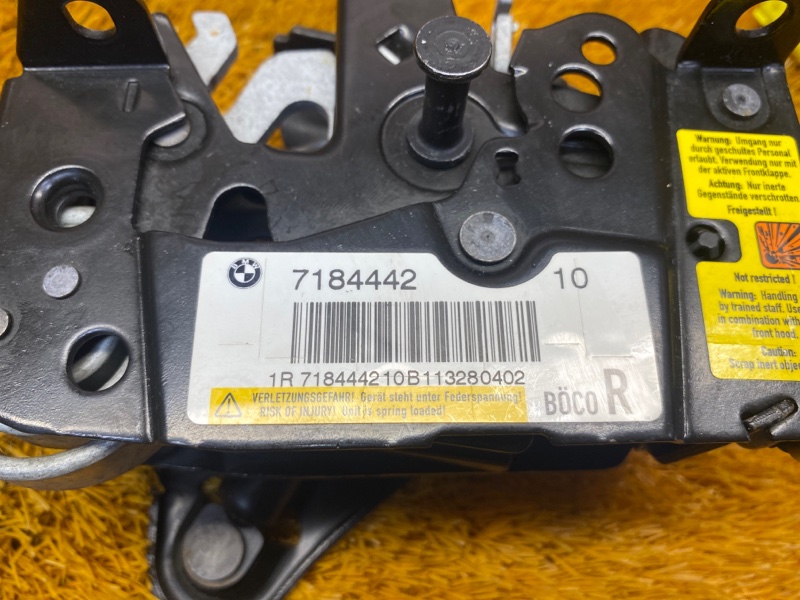 BMW
7184442 10
1R 718444210B113280402
VERLETZUNGSGEFAHR! Gerät steht unter Federspannung!
RISK OF INJURY! Unit is spring loaded!
BÖCO R
Warnung: Umgang nur
durch geschultes Personal
erlaubt. Verwendung nur mit
der aktiven Frontklappe.
Achtung: Nur inerte
Gegenstände verschrotten
Freigestellt !
Not restricted !
Warning: Handling
by trained staff. Use
in combination with
front hood.
Caution:
Scrap inert